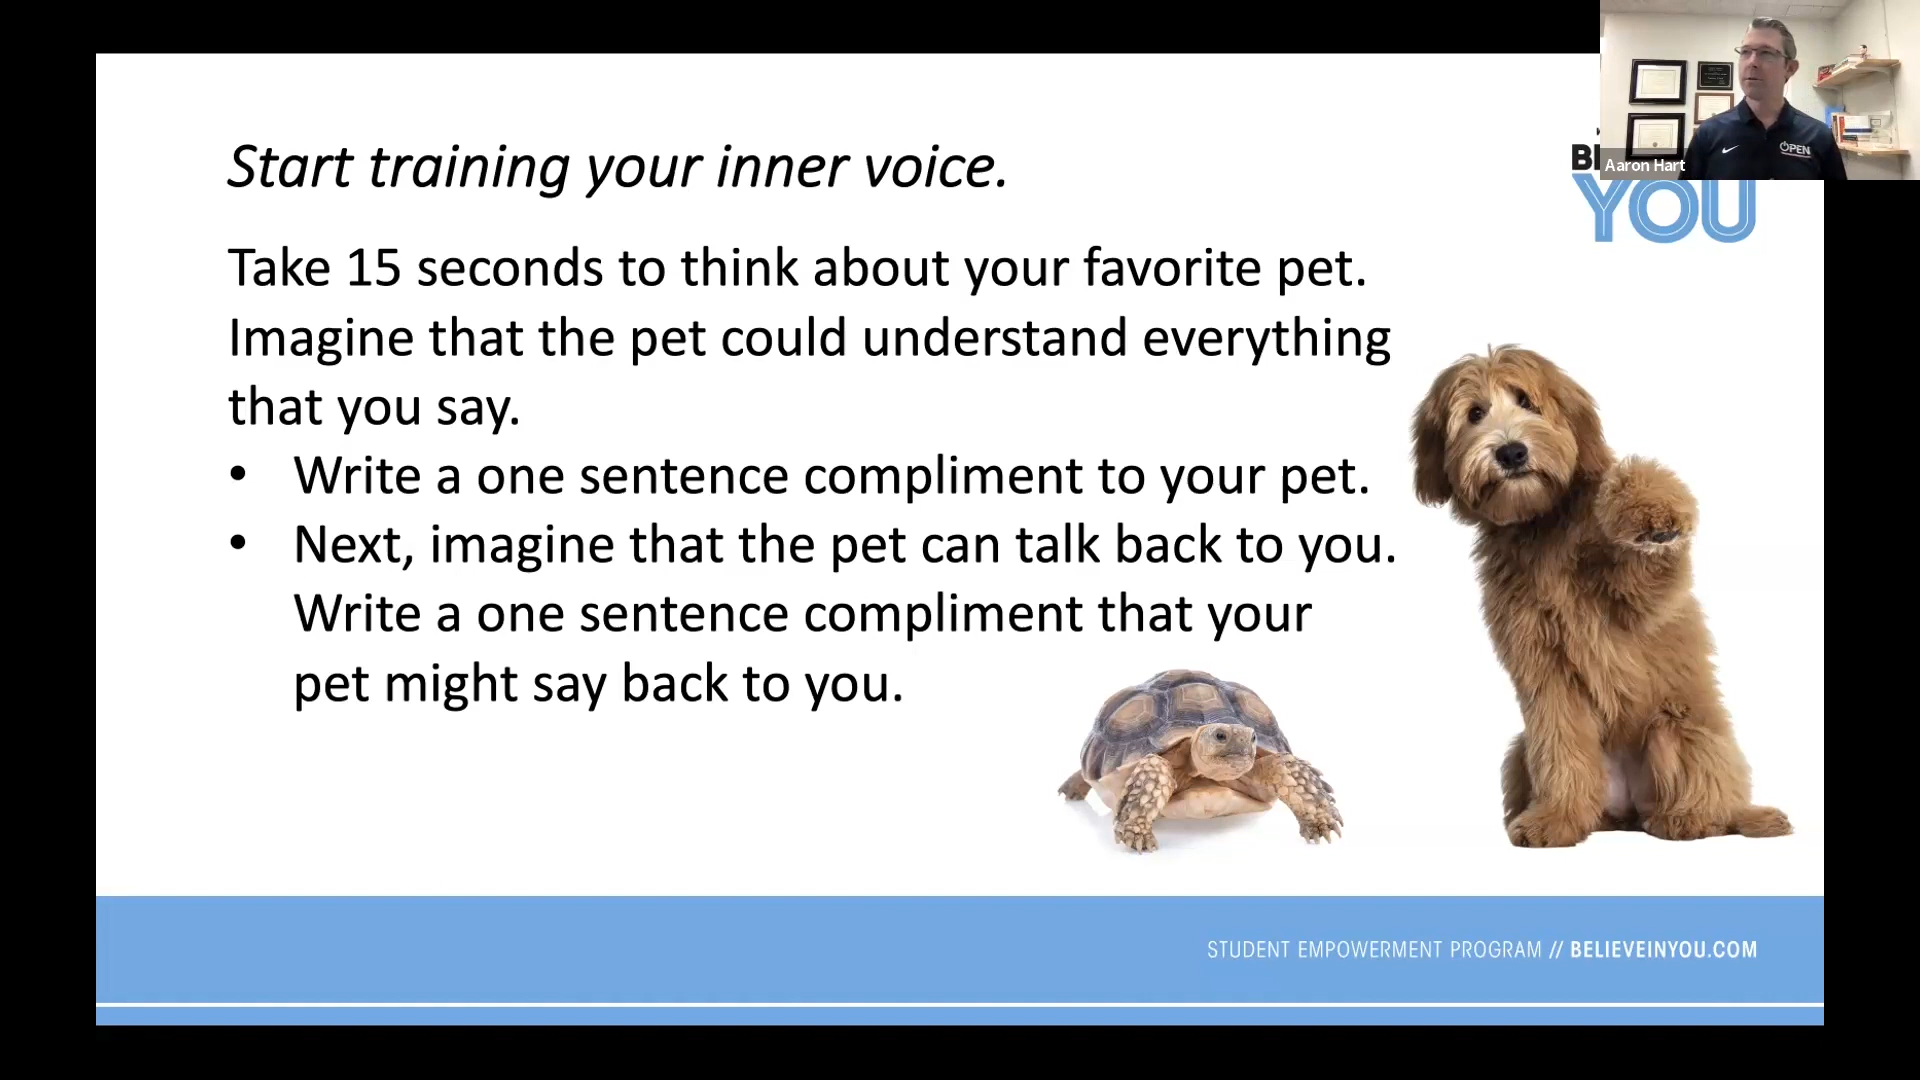 Start training your inner voice.
Take 15 seconds to think about your favorite pet.
Imagine that the pet could understand everything
that you say.
• Write a one sentence compliment to your pet.
• Next, imagine that the pet can talk back to you.
Write a one sentence compliment that your
pet might say back to you.
Aaron Hart
OPEN
YOU
STUDENT EMPOWERMENT PROGRAM // BELIEVEINYOU.COM